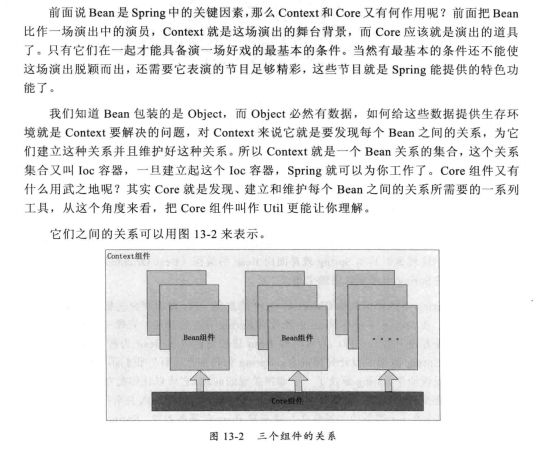 前面说 Bean 是 Spring 中的关键因素，那么 Context 和 Core 又有何作用呢？前面把 Bean
比作一场演出中的演员，Context 就是这场演出的舞台背景，而 Core 应该就是演出的道具
了。只有它们在一起才能具备演一场好戏的最基本的条件。当然有最基本的条件还不能使
这场演出脱颖而出，还需要它表演的节目足够精彩，这些节目就是 Spring 能提供的特色功
能了。
我们知道 Bean 包装的是 Object，而 Object 必然有数据，如何给这些数据提供生存环
境就是 Context 要解决的问题，对 Context 来说它就是要发现每个 Bean 之间的关系，为它
们建立这种关系并且维护好这种关系。所以 Context 就是一个 Bean 关系的集合，这个关系
集合又叫 Ioc 容器，一旦建立起这个 Ioc 容器，Spring 就可以为你工作了。Core 组件又有
什么用武之地呢？其实 Core 就是发现、建立和维护每个 Bean 之间的关系所需要的一系列
工具，从这个角度来看，把 Core 组件叫作 Util 更能让你理解。
它们之间的关系可以用图 13-2 来表示。
Context组件
Bean组件
Bean组件
....
Core组件
图 13-2 三个组件的关系